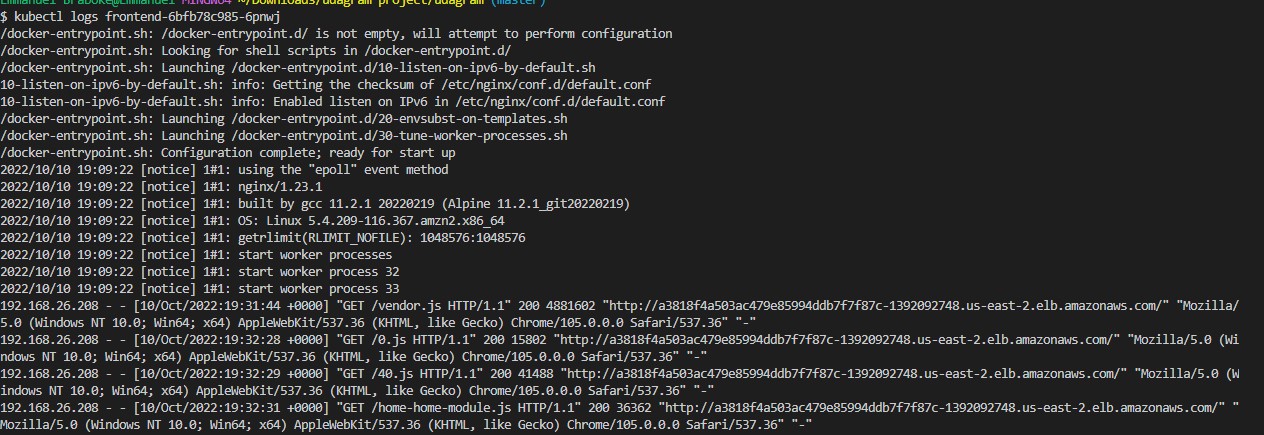 Emmanuel Bradoke@Emmanuel MINGW64 ~/Downloads/udagram project/udagram (master)
$ kubectl logs frontend-6bfb78c985-6pnwj
/docker-entrypoint.sh: /docker-entrypoint.d/ is not empty, will attempt to perform configuration
/docker-entrypoint.sh: Looking for shell scripts in /docker-entrypoint.d/
/docker-entrypoint.sh: Launching /docker-entrypoint.d/10-listen-on-ipv6-by-default.sh
10-listen-on-ipv6-by-default.sh: info: Getting the checksum of /etc/nginx/conf.d/default.conf
10-listen-on-ipv6-by-default.sh: info: Enabled listen on IPv6 in /etc/nginx/conf.d/default.conf
/docker-entrypoint.sh: Launching /docker-entrypoint.d/20-envsubst-on-templates.sh
/docker-entrypoint.sh: Launching /docker-entrypoint.d/30-tune-worker-processes.sh
/docker-entrypoint.sh: Configuration complete; ready for start up
2022/10/10 19:09:22 [notice] 1#1: using the "epoll" event method
2022/10/10 19:09:22 [notice] 1#1: nginx/1.23.1
2022/10/10 19:09:22 [notice] 1#1: built by gcc 11.2.1 20220219 (Alpine 11.2.1_git20220219)
2022/10/10 19:09:22 [notice] 1#1: OS: Linux 5.4.209-116.367.amzn2.x86_64
2022/10/10 19:09:22 [notice] 1#1: getrlimit(RLIMIT_NOFILE): 1048576:1048576
2022/10/10 19:09:22 [notice] 1#1: start worker processes
2022/10/10 19:09:22 [notice] 1#1: start worker process 32
2022/10/10 19:09:22 [notice] 1#1: start worker process 33
192.168.26.208 - - [10/Oct/2022:19:31:44 +0000] "GET /vendor.js HTTP/1.1" 200 4881602 "http://a3818f4a503ac479e85994ddb7f7f87c-1392092748.us-east-2.elb.amazonaws.com/" "Mozilla/
5.0 (Windows NT 10.0; Win64; x64) AppleWebKit/537.36 (KHTML, like Gecko) Chrome/105.0.0.0 Safari/537.36" "-"
192.168.26.208 - - [10/Oct/2022:19:32:28 +0000] "GET /0.js HTTP/1.1" 200 15802 "http://a3818f4a503ac479e85994ddb7f7f87c-1392092748.us-east-2.elb.amazonaws.com/" "Mozilla/5.0 (Wi
ndows NT 10.0; Win64; x64) AppleWebKit/537.36 (KHTML, like Gecko) Chrome/105.0.0.0 Safari/537.36" "-"
192.168.26.208 - - [10/Oct/2022:19:32:29 +0000] "GET /40.js HTTP/1.1" 200 41488 "http://a3818f4a503ac479e85994ddb7f7f87c-1392092748.us-east-2.elb.amazonaws.com/" "Mozilla/5.0 (W
indows NT 10.0; Win64; x64) AppleWebKit/537.36 (KHTML, like Gecko) Chrome/105.0.0.0 Safari/537.36" "-"
192.168.26.208 - - [10/Oct/2022:19:32:31 +0000] "GET /home-home-module.js HTTP/1.1" 200 36362 "http://a3818f4a503ac479e85994ddb7f7f87c-1392092748.us-east-2.elb.amazonaws.com/" "
Mozilla/5.0 (Windows NT 10.0; Win64; x64) AppleWebKit/537.36 (KHTML, like Gecko) Chrome/105.0.0.0 Safari/537.36" "-"